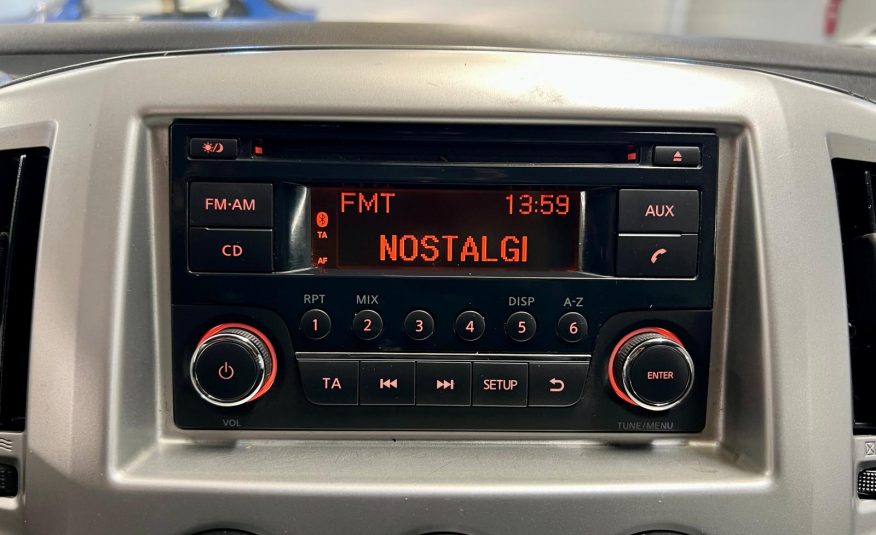 FM·AM
CD
FMT 13:59
TA
NOSTALGI
AF
AUX
RPT MIX DISP A-Z
1 2 3 4 5 6
TA SETUP
ENTER
VOL
TUNE/MENU